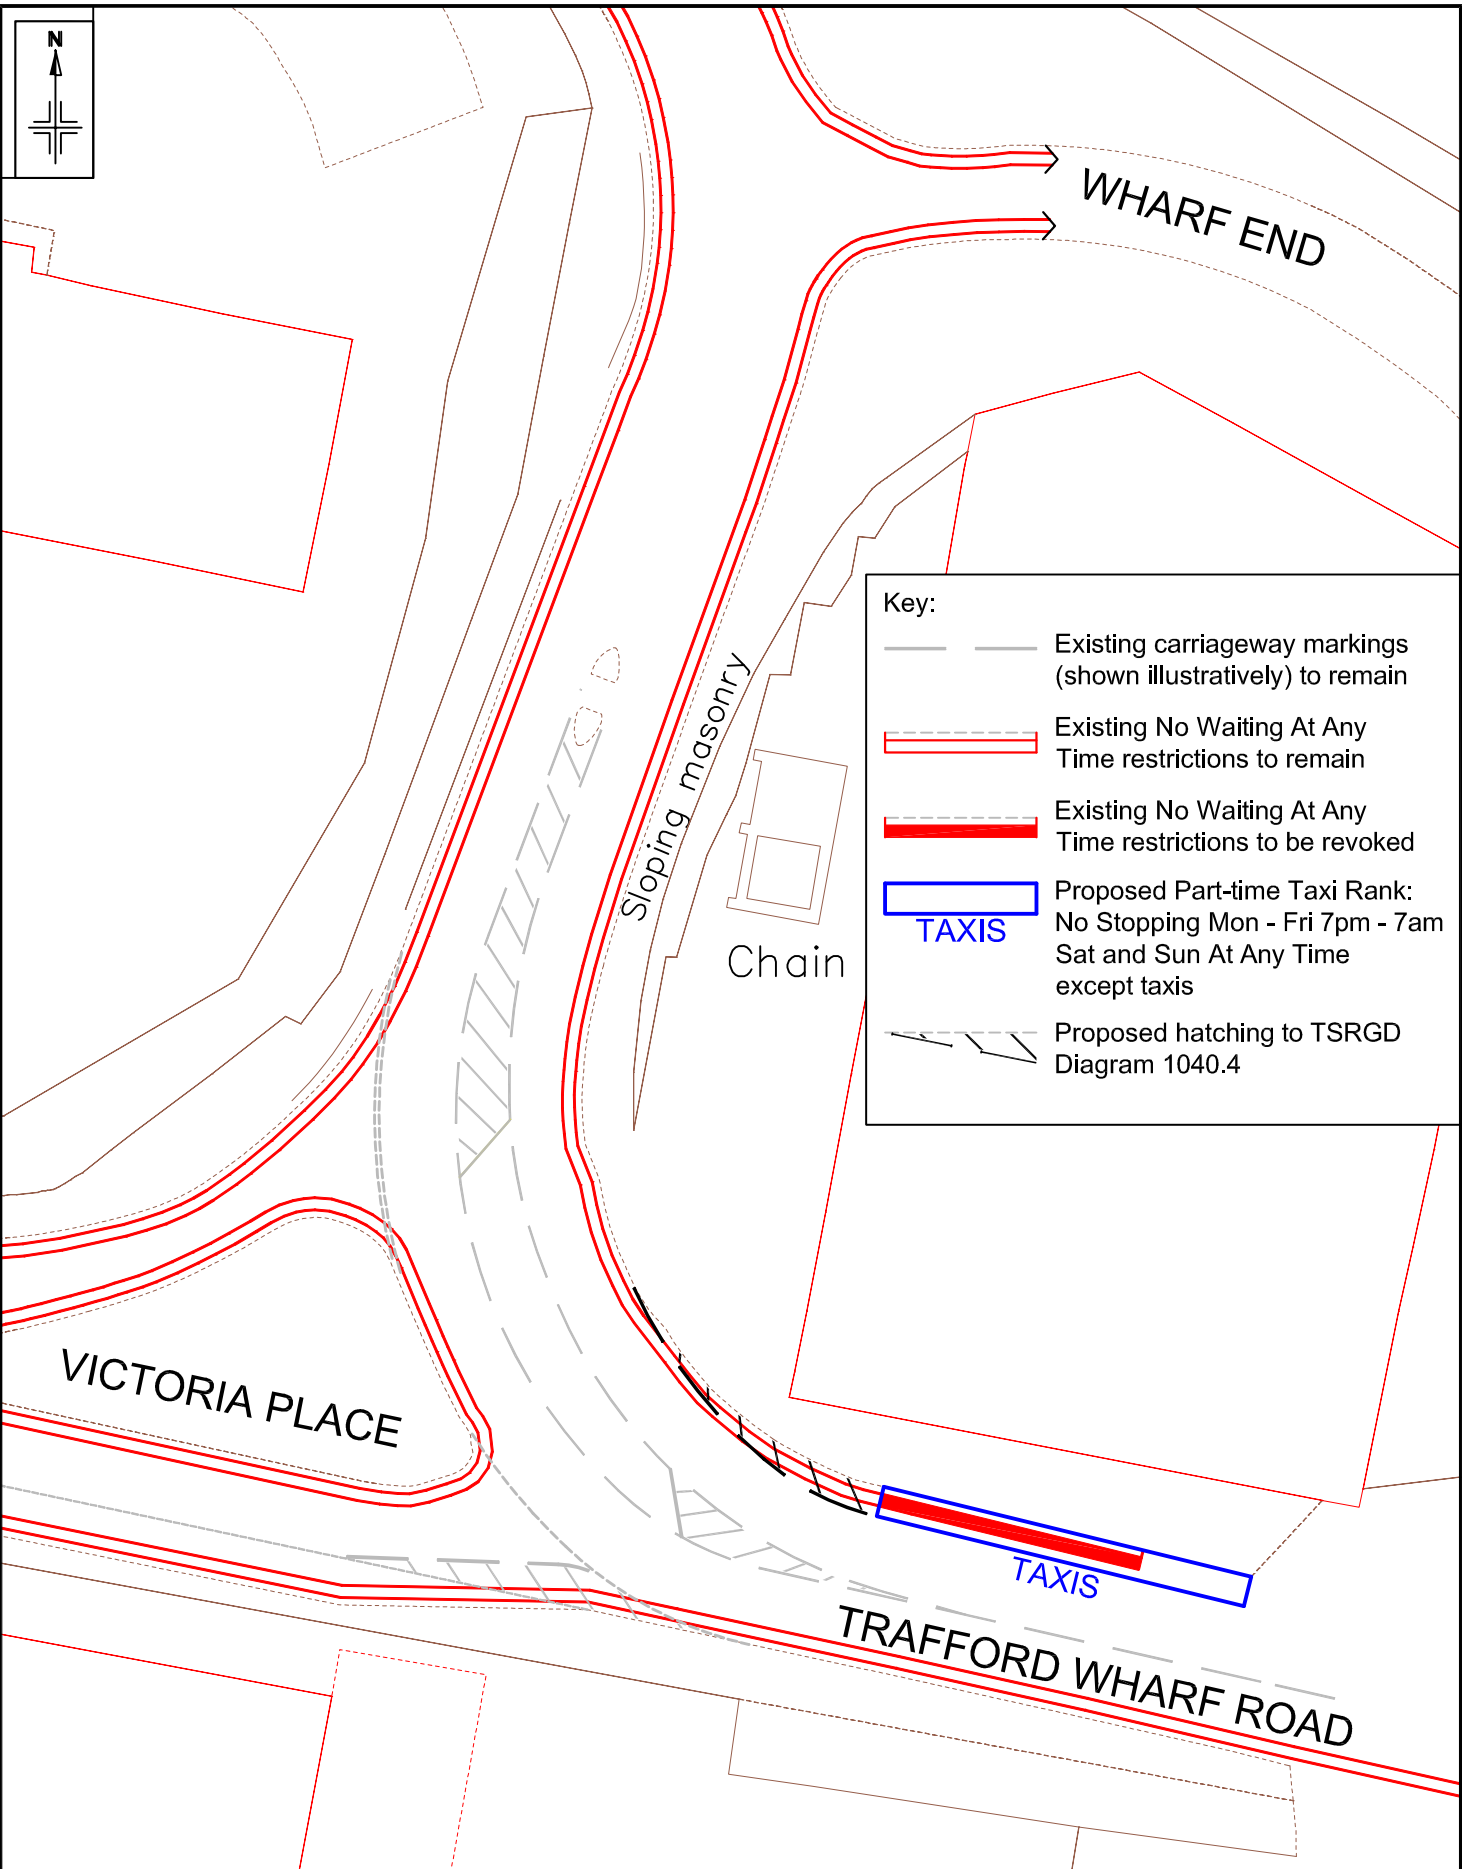 N
WHARF END
Key:
Existing carriageway markings
(shown illustratively) to remain
Existing No Waiting At Any
Time restrictions to remain
Existing No Waiting At Any
Time restrictions to be revoked
TAXIS
Proposed Part-time Taxi Rank:
No Stopping Mon - Fri 7pm - 7am
Sat and Sun At Any Time
except taxis
Proposed hatching to TSRGD
Diagram 1040.4
Sloping masonry
Chain
VICTORIA PLACE
TAXIS
TRAFFORD WHARF ROAD